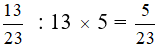 13/23 : 13 × 5 = 5/23